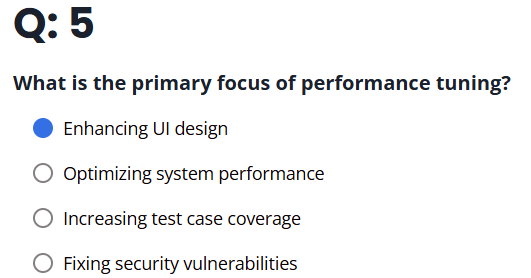 Q: 5
What is the primary focus of performance tuning?
Enhancing UI design
Optimizing system performance
Increasing test case coverage
Fixing security vulnerabilities